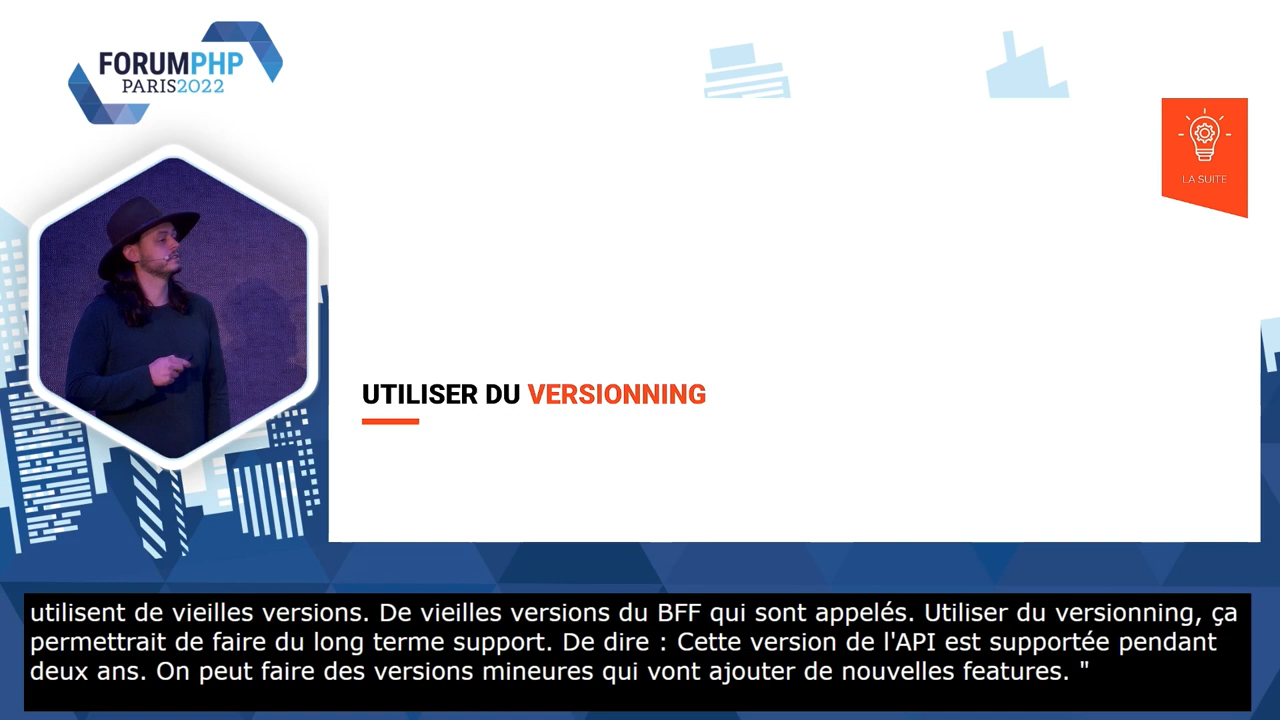 FORUMPHP
PARIS2022
LA SUITE
UTILISER DU VERSIONNING
utilisent de vieilles versions. De vieilles versions du BFF qui sont appelés. Utiliser du versionning, ça
permettrait de faire du long terme support. De dire : Cette version de l'API est supportée pendant
deux ans. On peut faire des versions mineures qui vont ajouter de nouvelles features. "